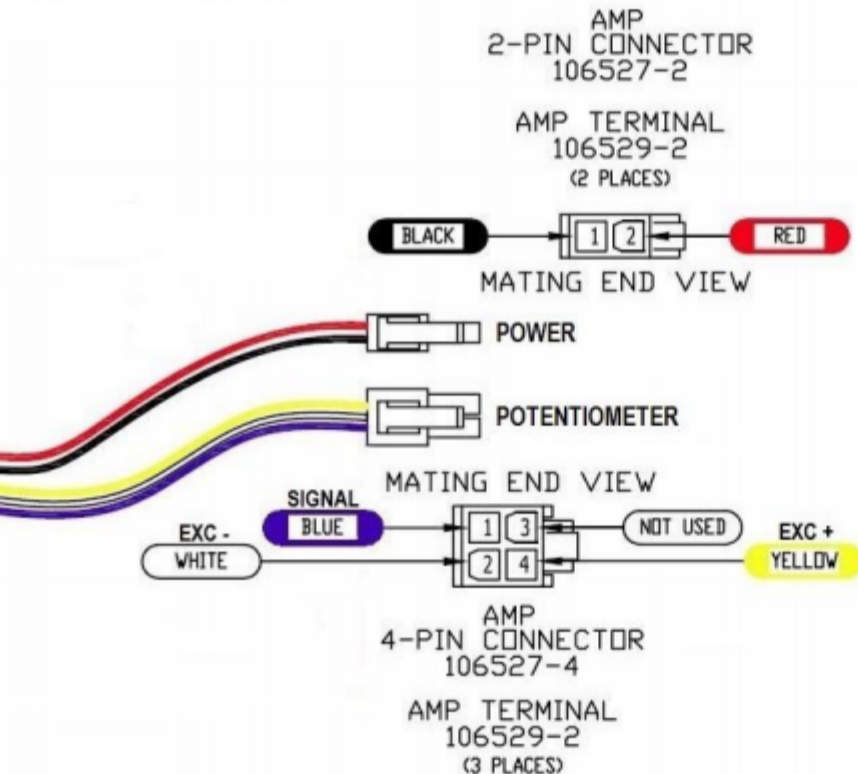 AMP
2-PIN CONNECTOR
106527-2
AMP TERMINAL
106529-2
(2 PLACES)
BLACK
1
2
RED
MATING END VIEW
POWER
POTENTIOMETER
MATING END VIEW
SIGNAL
BLUE
1
3
NOT USED
EXC -
WHITE
2
4
EXC +
YELLOW
AMP
4-PIN CONNECTOR
106527-4
AMP TERMINAL
106529-2
(3 PLACES)